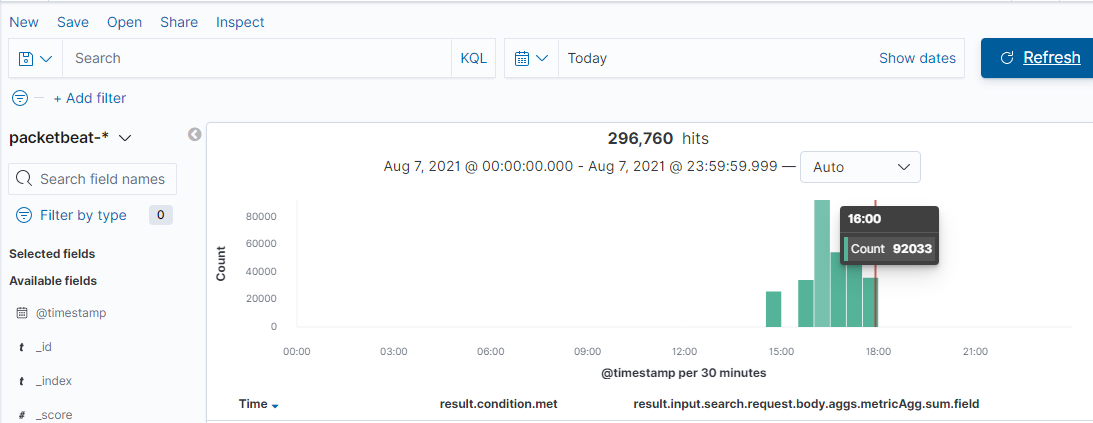 New Save Open Share Inspect
Search KQL Today Show dates Refresh
+ Add filter
packetbeat-*
Search field names
Filter by type 0
Selected fields
Available fields
@timestamp
t _id
t _index
# _score
296,760 hits
Aug 7, 2021 @ 00:00:00.000 - Aug 7, 2021 @ 23:59:59.999 — Auto
Count
80000
60000
40000
20000
0
16:00
Count 92033
00:00 03:00 06:00 09:00 12:00 15:00 18:00 21:00
@timestamp per 30 minutes
Time result.condition.met result.input.search.request.body.aggs.metricAgg.sum.field